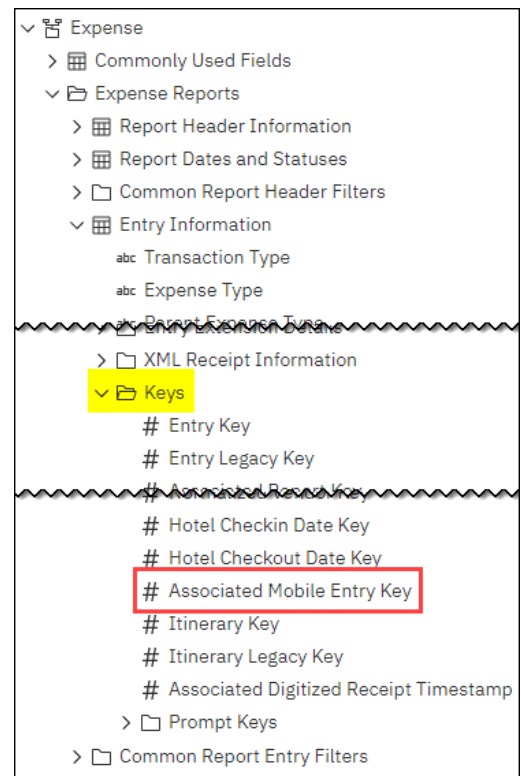 Expense
Commonly Used Fields
Expense Reports
Report Header Information
Report Dates and Statuses
Common Report Header Filters
Entry Information
abc Transaction Type
abc Expense Type
XML Receipt Information
Keys
# Entry Key
# Entry Legacy Key
# Hotel Checkin Date Key
# Hotel Checkout Date Key
# Associated Mobile Entry Key
# Itinerary Key
# Itinerary Legacy Key
# Associated Digitized Receipt Timestamp
Prompt Keys
Common Report Entry Filters